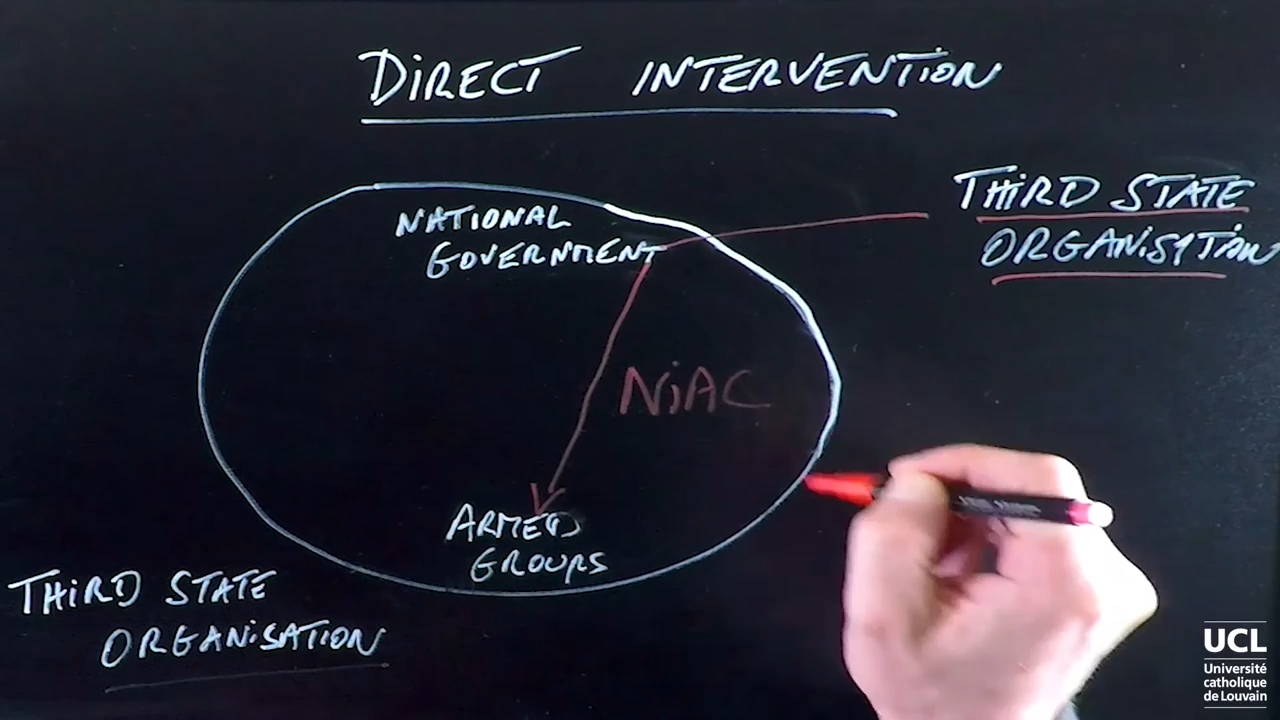 DIRECT INTERVENTION
THIRD STATE
ORGANISATION
NATIONAL
GOVERNMENT
NIAC
ARMED
GROUPS
THIRD STATE
ORGANISATION
UCL
Université
catholique
de Louvain